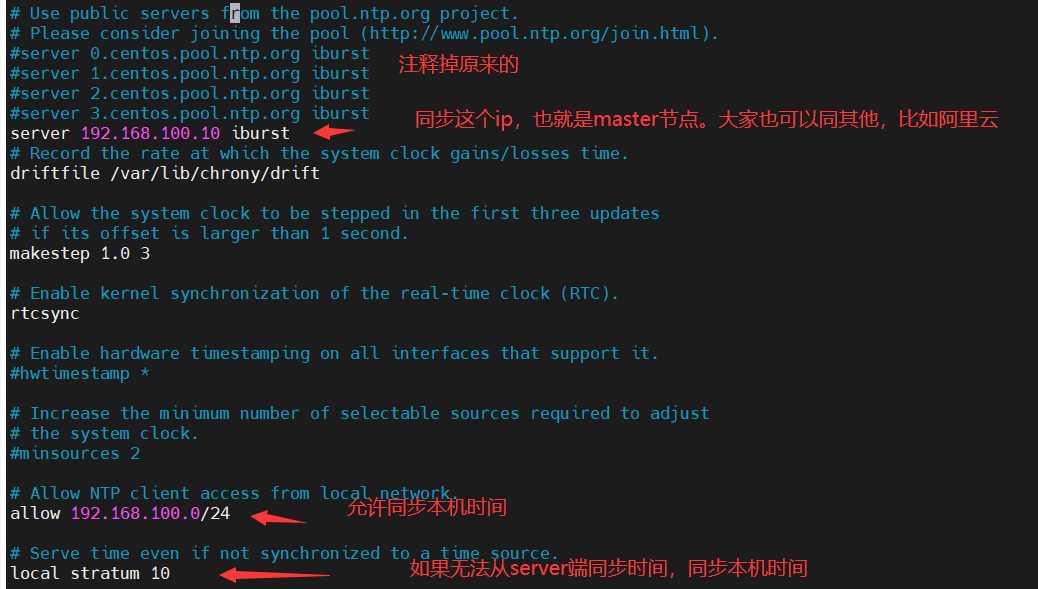 # Use public servers from the pool.ntp.org project.
# Please consider joining the pool (http://www.pool.ntp.org/join.html).
#server 0.centos.pool.ntp.org iburst
注释掉原来的
#server 1.centos.pool.ntp.org iburst
#server 2.centos.pool.ntp.org iburst
#server 3.centos.pool.ntp.org iburst
同步这个ip，也就是master节点。大家也可以同其他，比如阿里云
server 192.168.100.10 iburst
# Record the rate at which the system clock gains/losses time.
driftfile /var/lib/chrony/drift
# Allow the system clock to be stepped in the first three updates
# if its offset is larger than 1 second.
makestep 1.0 3
# Enable kernel synchronization of the real-time clock (RTC).
rtcsync
# Enable hardware timestamping on all interfaces that support it.
#hwtimestamp *
# Increase the minimum number of selectable sources required to adjust
# the system clock.
#minsources 2
# Allow NTP client access from local network.
allow 192.168.100.0/24
允许同步本机时间
# Serve time even if not synchronized to a time source.
local stratum 10
如果无法从server端同步时间，同步本机时间